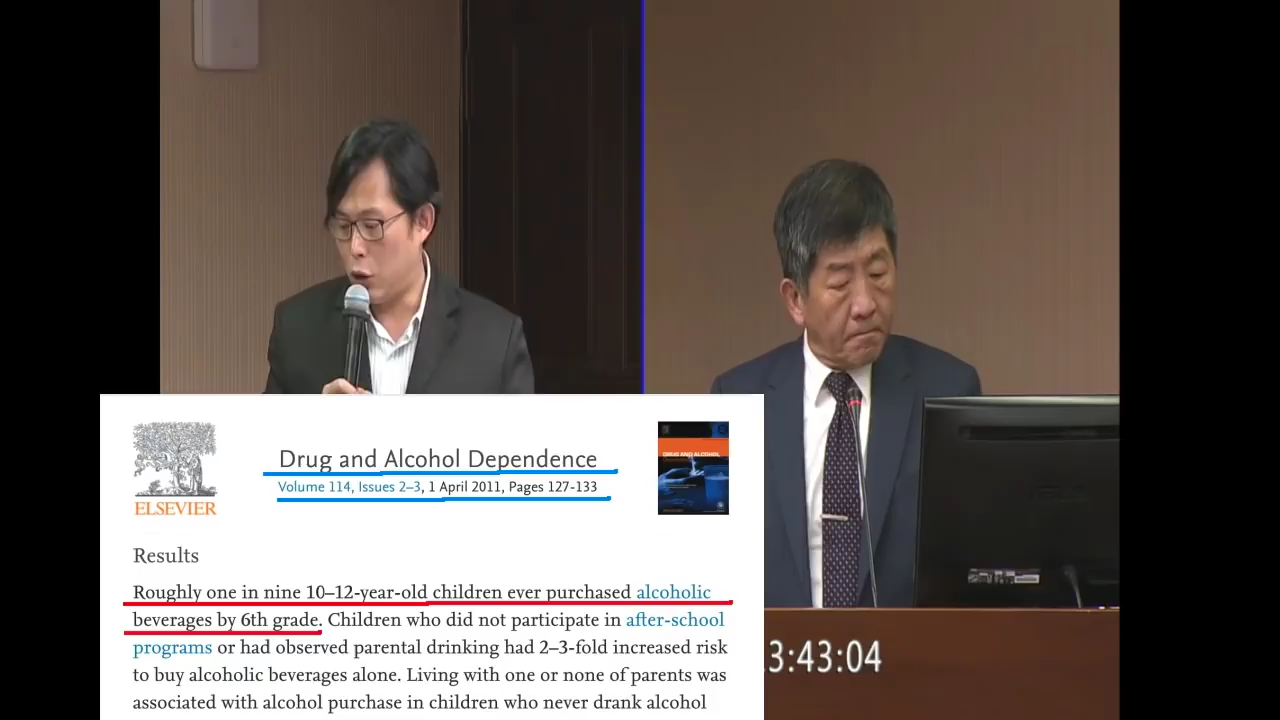 Drug and Alcohol Dependence
Volume 114, Issues 2–3, 1 April 2011, Pages 127-133
DRUG AND ALCOHOL
ELSEVIER
Results
Roughly one in nine 10–12-year-old children ever purchased alcoholic
beverages by 6th grade. Children who did not participate in after-school
programs or had observed parental drinking had 2–3-fold increased risk
to buy alcoholic beverages alone. Living with one or none of parents was
associated with alcohol purchase in children who never drank alcohol
3:43:04